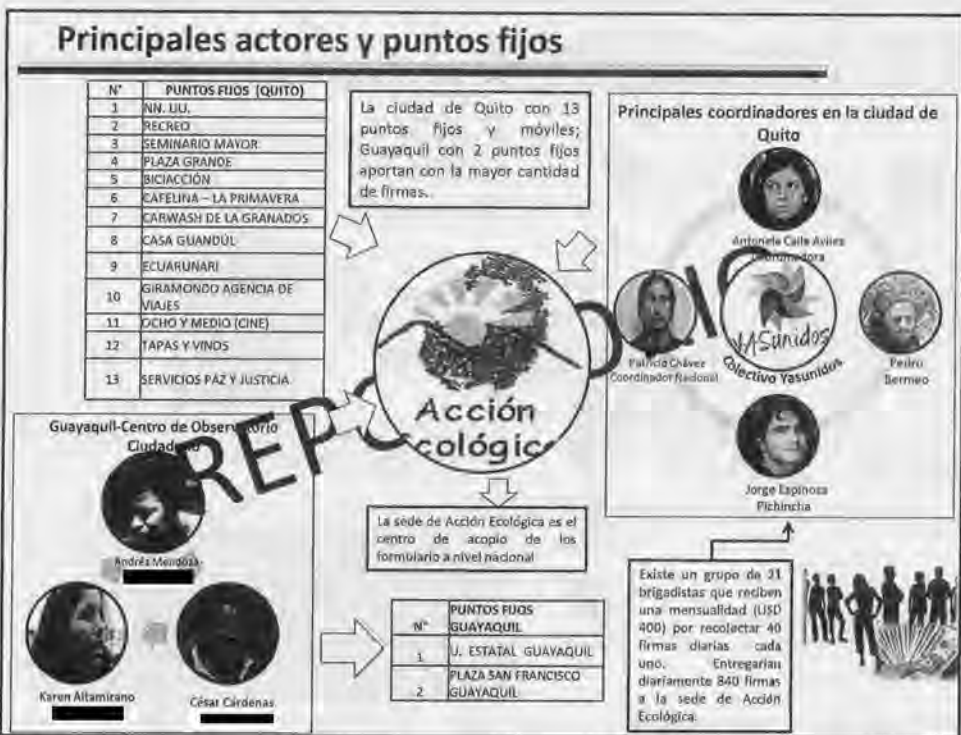 Principales actores y puntos fijos
N° PUNTOS FIJOS (QUITO)
1 NN. UU.
2 RECREO
3 SEMINARIO MAYOR
4 PLAZA GRANDE
5 BICIACCIÓN
6 CAFELINA – LA PRIMAVERA
7 CARWASH DE LA GRANADOS
8 CASA GUANDÚL
9 ECUARUNARI
10 GIRAMONDO AGENCIA DE
VIAJES
11 OCHO Y MEDIO (CINE)
12 TAPAS Y VINOS
13 SERVICIOS PAZ Y JUSTICIA
La ciudad de Quito con 13
puntos fijos y móviles;
Guayaquil con 2 puntos fijos
aportan con la mayor cantidad
de firmas.
Principales coordinadores en la ciudad de
Quito
Antonela Calle Avilez
Coordinadora
Patricio Chávez
Coordinador Nacional
YASunidos
Colectivo Yasunidos
Pedro
Bermeo
Jorge Espinoza
Pichincha
Acción
Ecológica
Guayaquil-Centro de Observatorio
Ciudadano
Andrés Mendoza
Karen Altamirano
César Cárdenas
La sede de Acción Ecológica es el
centro de acopio de los
formulario a nivel nacional
N° PUNTOS FIJOS
GUAYAQUIL
1 U. ESTATAL GUAYAQUIL
2 PLAZA SAN FRANCISCO
GUAYAQUIL
Existe un grupo de 21
brigadistas que reciben
una mensualidad (USD
400) por recolectar 40
firmas diarias cada
uno. Entregarían
diariamente 840 firmas
a la sede de Acción
Ecológica.